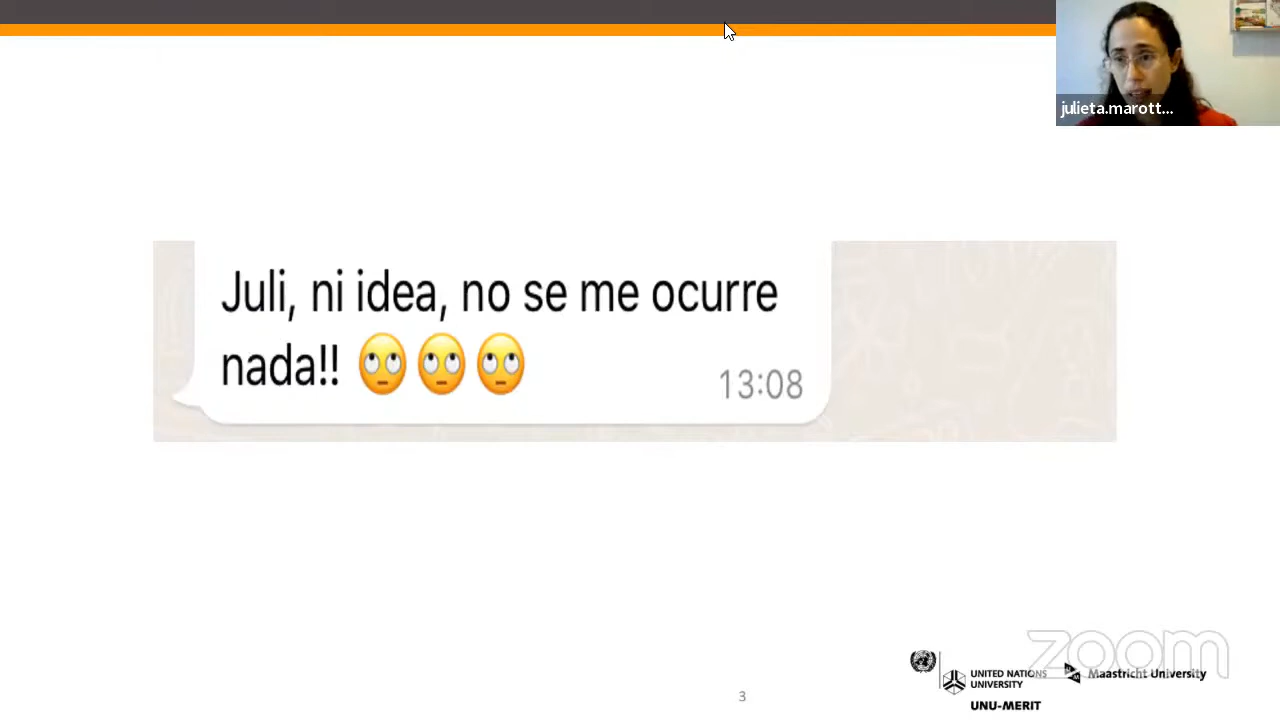 julieta.marott...
Juli, ni idea, no se me ocurre
nada!! 🙄🙄🙄
13:08
zoom
UNITED NATIONS
UNIVERSITY
UNU-MERIT
Maastricht University
3